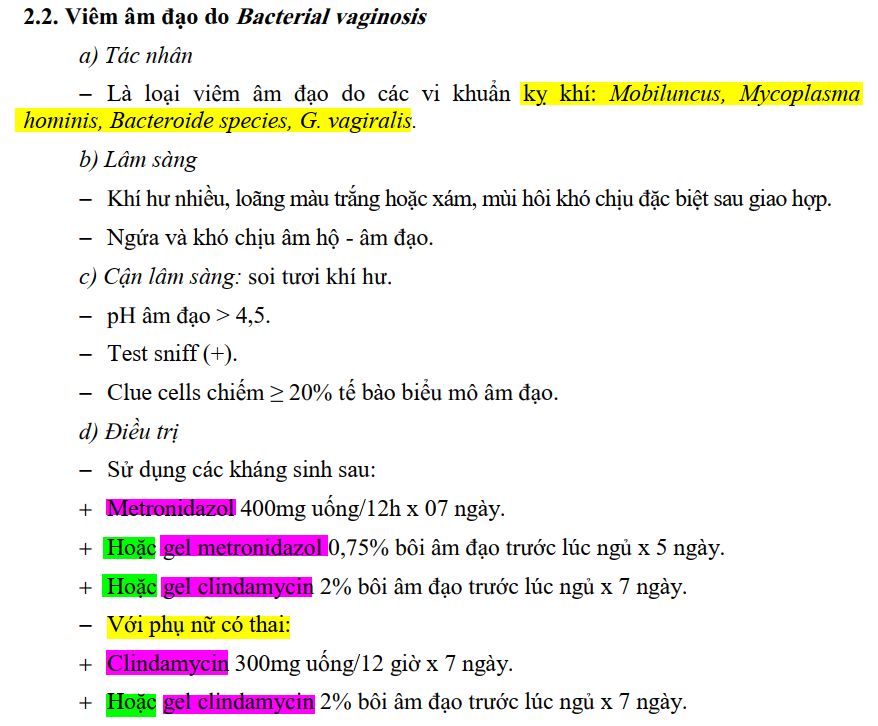 2.2. Viêm âm đạo do Bacterial vaginosis
a) Tác nhân
− Là loại viêm âm đạo do các vi khuẩn kỵ khí: Mobiluncus, Mycoplasma
hominis, Bacteroide species, G. vagiralis.
b) Lâm sàng
− Khí hư nhiều, loãng màu trắng hoặc xám, mùi hôi khó chịu đặc biệt sau giao hợp.
− Ngứa và khó chịu âm hộ - âm đạo.
c) Cận lâm sàng: soi tươi khí hư.
− pH âm đạo > 4,5.
− Test sniff (+).
− Clue cells chiếm ≥ 20% tế bào biểu mô âm đạo.
d) Điều trị
− Sử dụng các kháng sinh sau:
+ Metronidazol 400mg uống/12h x 07 ngày.
+ Hoặc gel metronidazol 0,75% bôi âm đạo trước lúc ngủ x 5 ngày.
+ Hoặc gel clindamycin 2% bôi âm đạo trước lúc ngủ x 7 ngày.
− Với phụ nữ có thai:
+ Clindamycin 300mg uống/12 giờ x 7 ngày.
+ Hoặc gel clindamycin 2% bôi âm đạo trước lúc ngủ x 7 ngày.